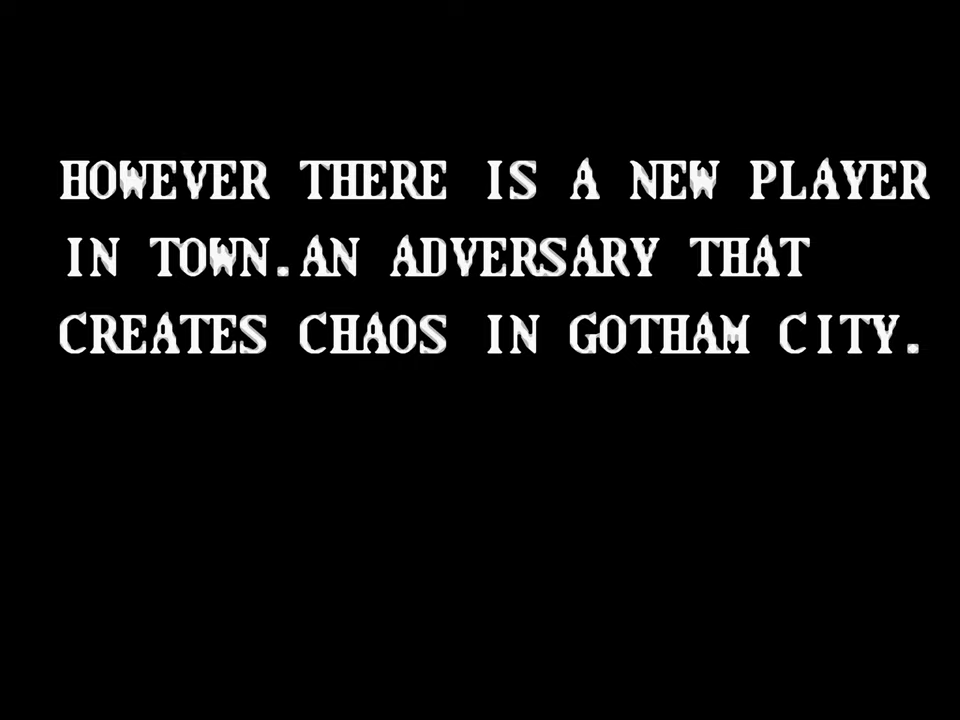 HOWEVER THERE IS A NEW PLAYER
IN TOWN.AN ADVERSARY THAT
CREATES CHAOS IN GOTHAM CITY.